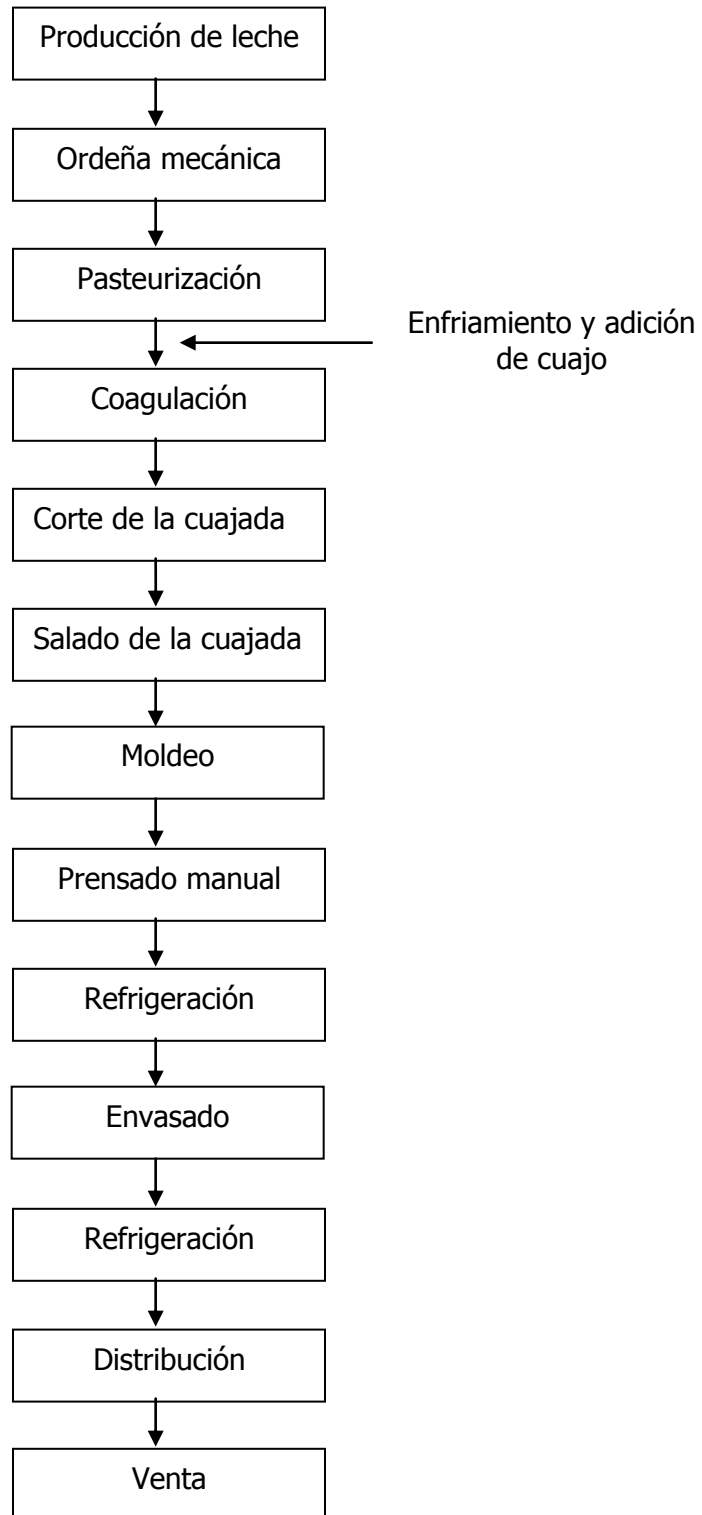 Producción de leche
Ordeña mecánica
Pasteurización
Enfriamiento y adición
de cuajo
Coagulación
Corte de la cuajada
Salado de la cuajada
Moldeo
Prensado manual
Refrigeración
Envasado
Refrigeración
Distribución
Venta